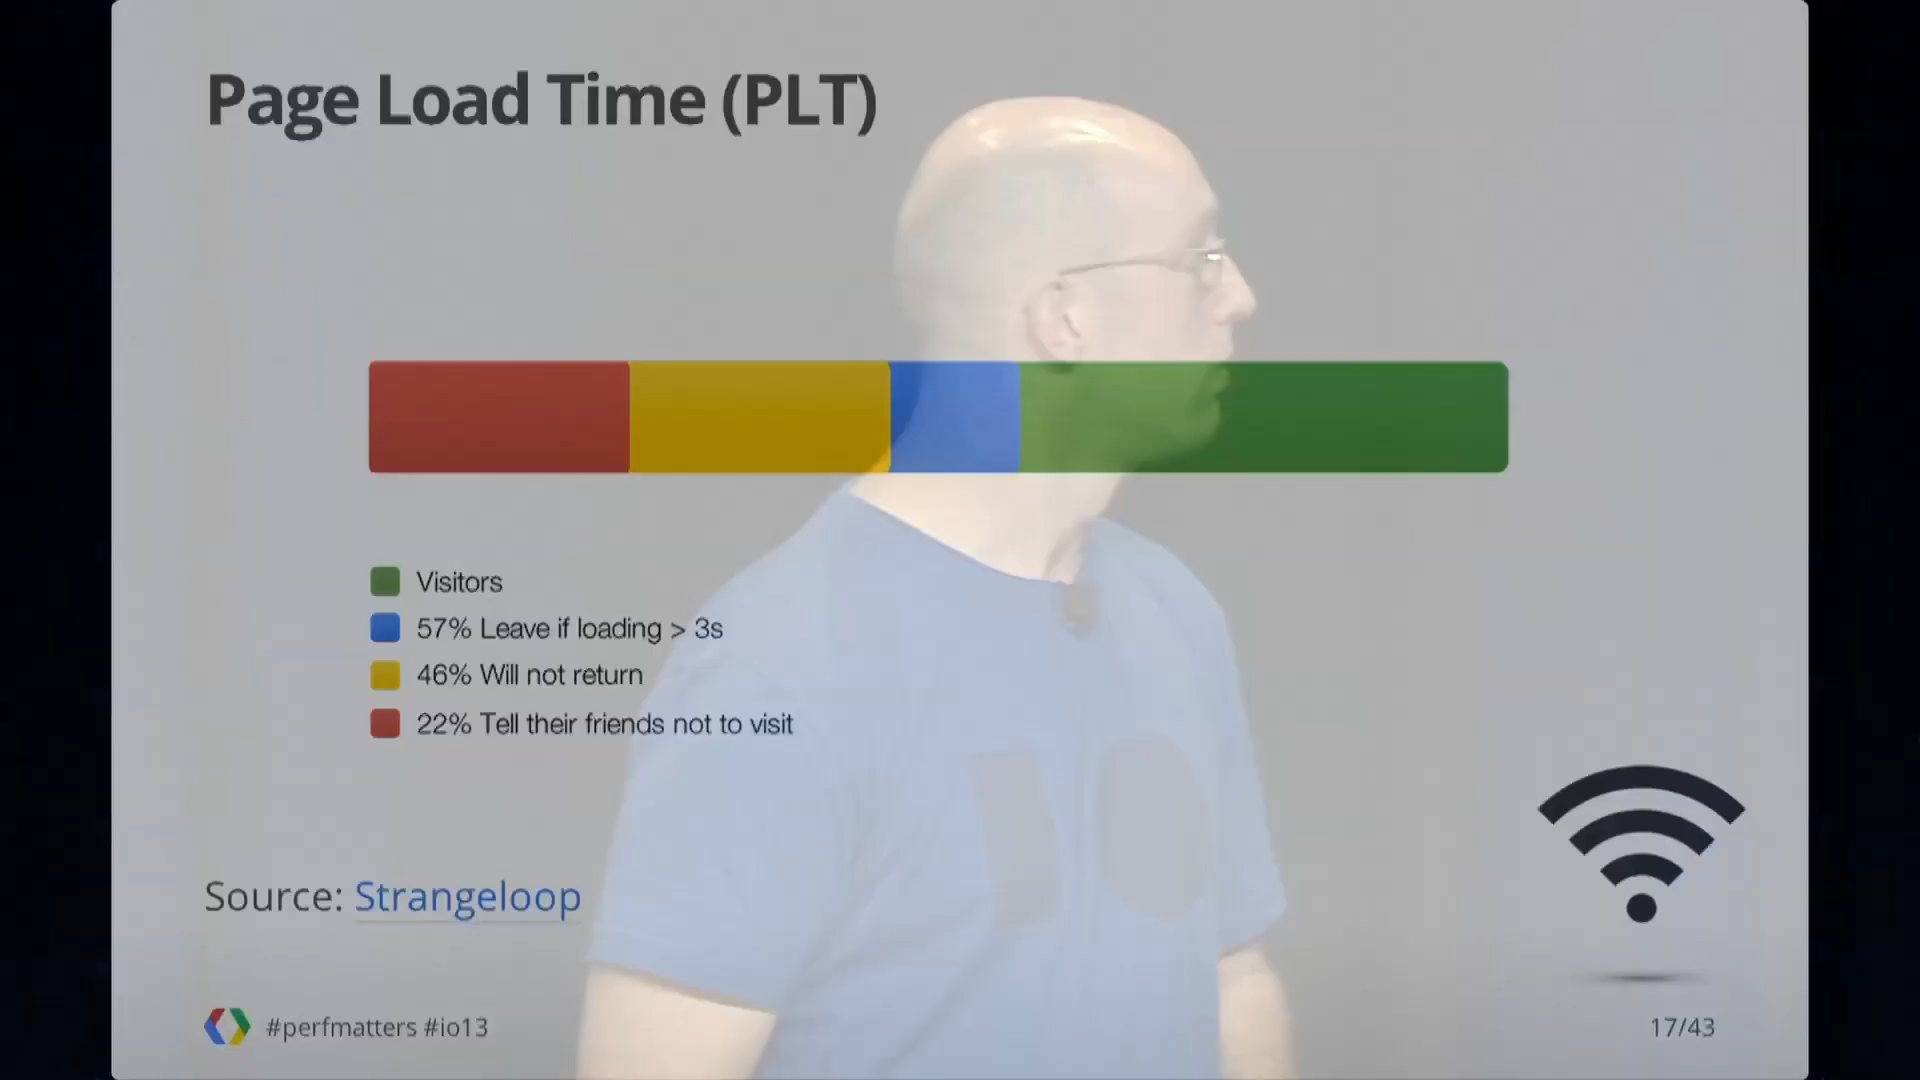 Page Load Time (PLT)
Visitors
57% Leave if loading > 3s
46% Will not return
22% Tell their friends not to visit
Source: Strangeloop
#perfmatters #io13
17/43